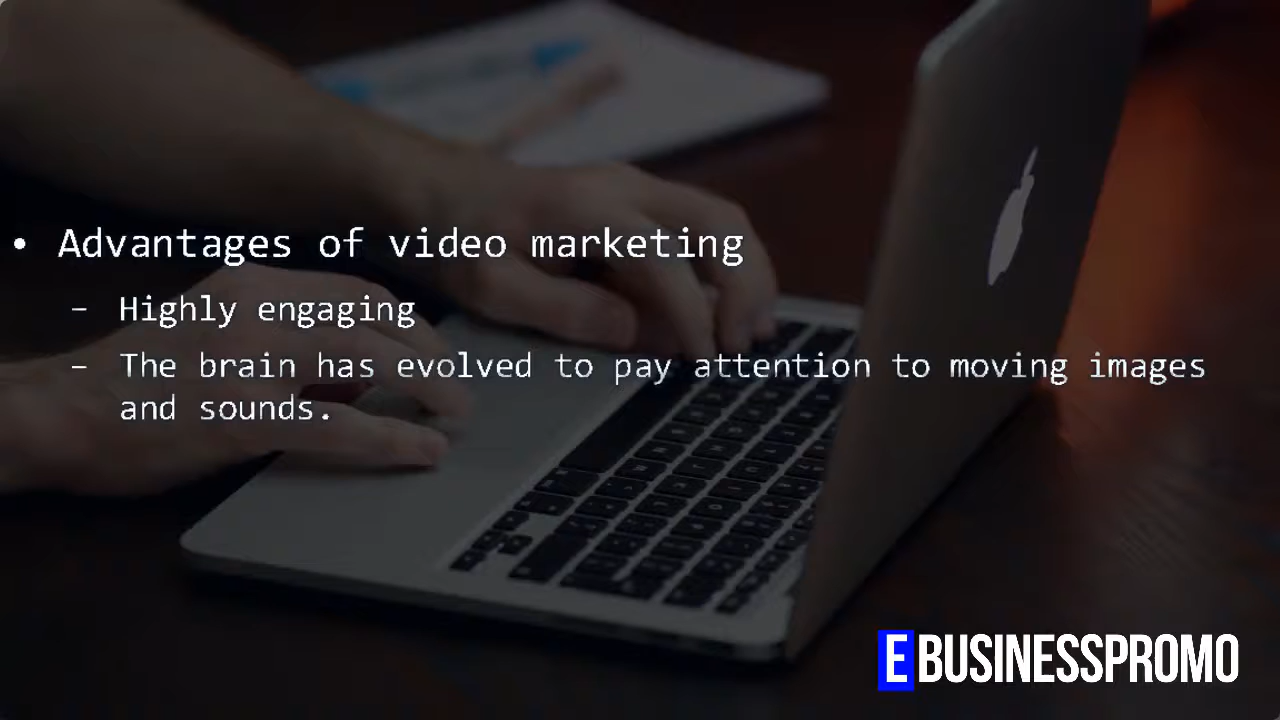 • Advantages of video marketing
– Highly engaging
– The brain has evolved to pay attention to moving images
and sounds.
EBUSINESSPROMO